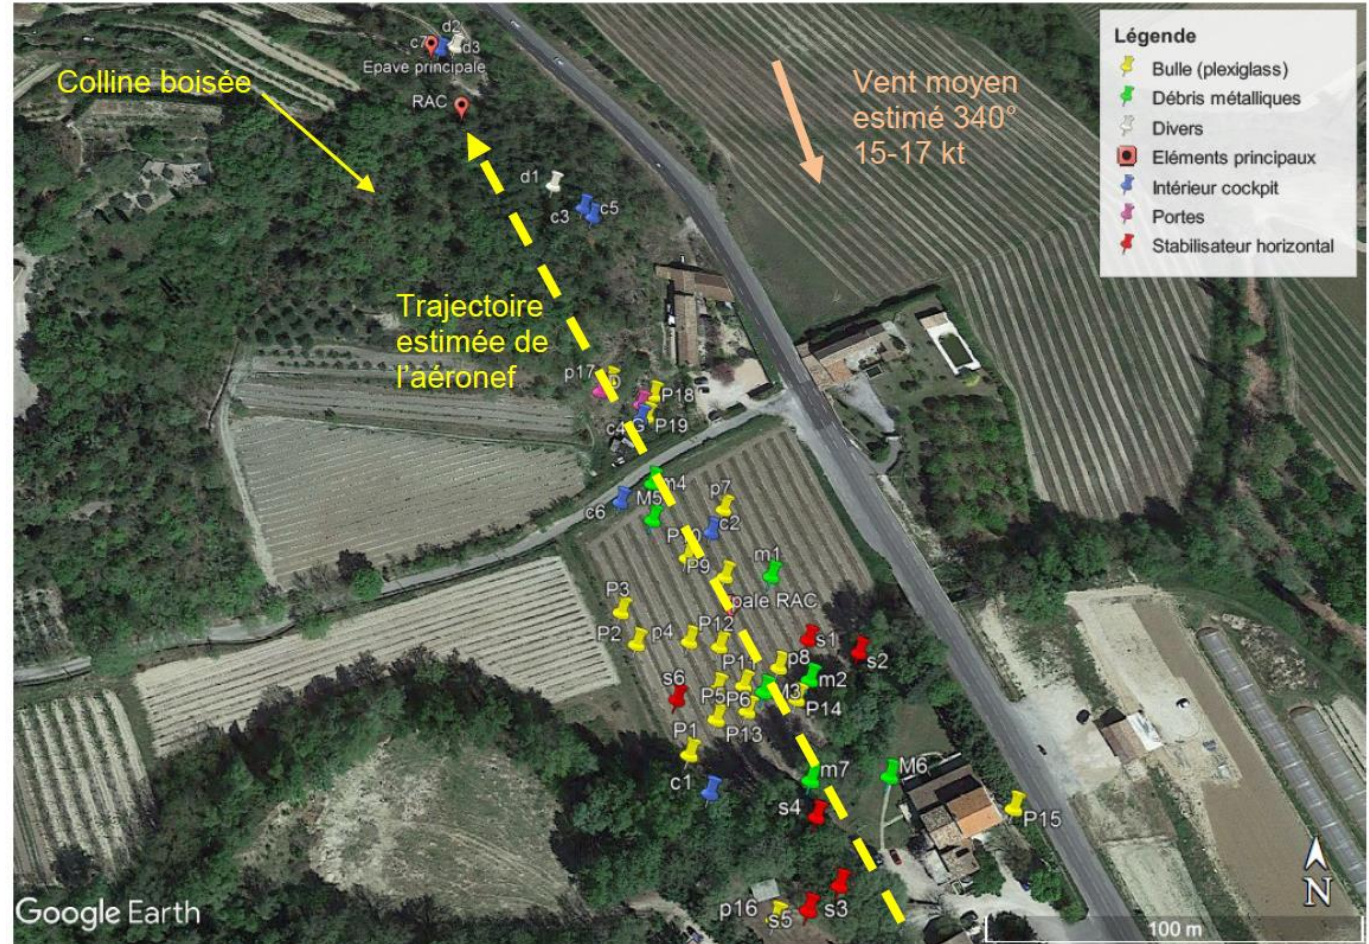 d2
c7
d3
Epave principale
Colline boisée
RAC
Vent moyen
estimé 340°
15-17 kt
Légende
Bulle (plexiglass)
Débris métalliques
Divers
Eléments principaux
Intérieur cockpit
Portes
Stabilisateur horizontal
d1
c3
c5
Trajectoire
estimée de
l'aéronef
p17
D
P18
c4
G
P19
m4
c6
M5
p7
c2
P10
P9
m1
pale RAC
P3
P2
p4
P12
s1
s2
p8
P11
m2
s6
P5
P6
M3
P14
P13
P1
c1
m7
M6
s4
P15
p16
s5
s3
N
100 m
Google Earth